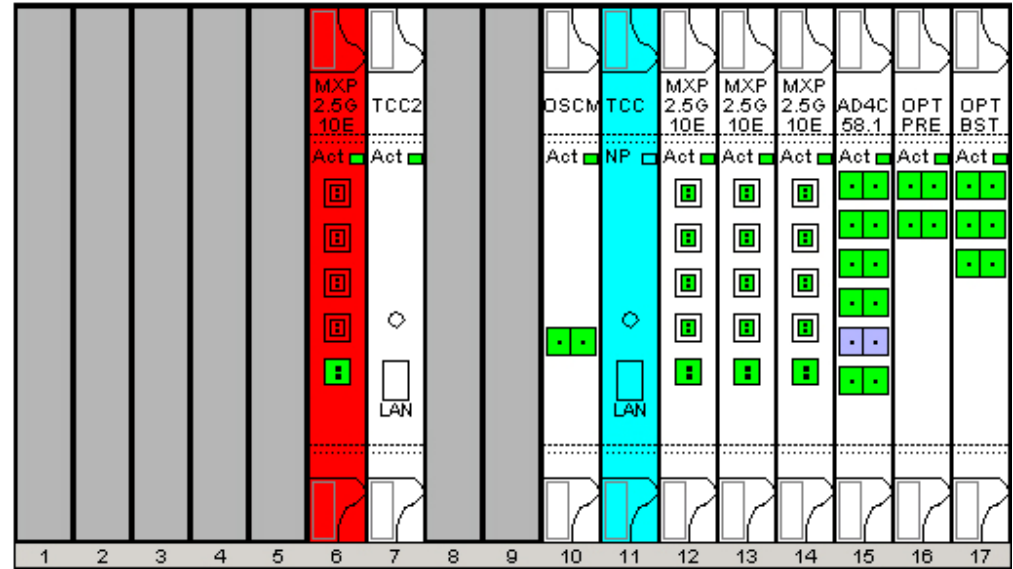 MXP
2.5G
10E
Act
TCC2
Act
LAN
OSCM
Act
TCC
NP
LAN
MXP
2.5G
10E
Act
MXP
2.5G
10E
Act
MXP
2.5G
10E
Act
AD4C
58.1
Act
OPT
PRE
Act
OPT
BST
Act
1 2 3 4 5 6 7 8 9 10 11 12 13 14 15 16 17